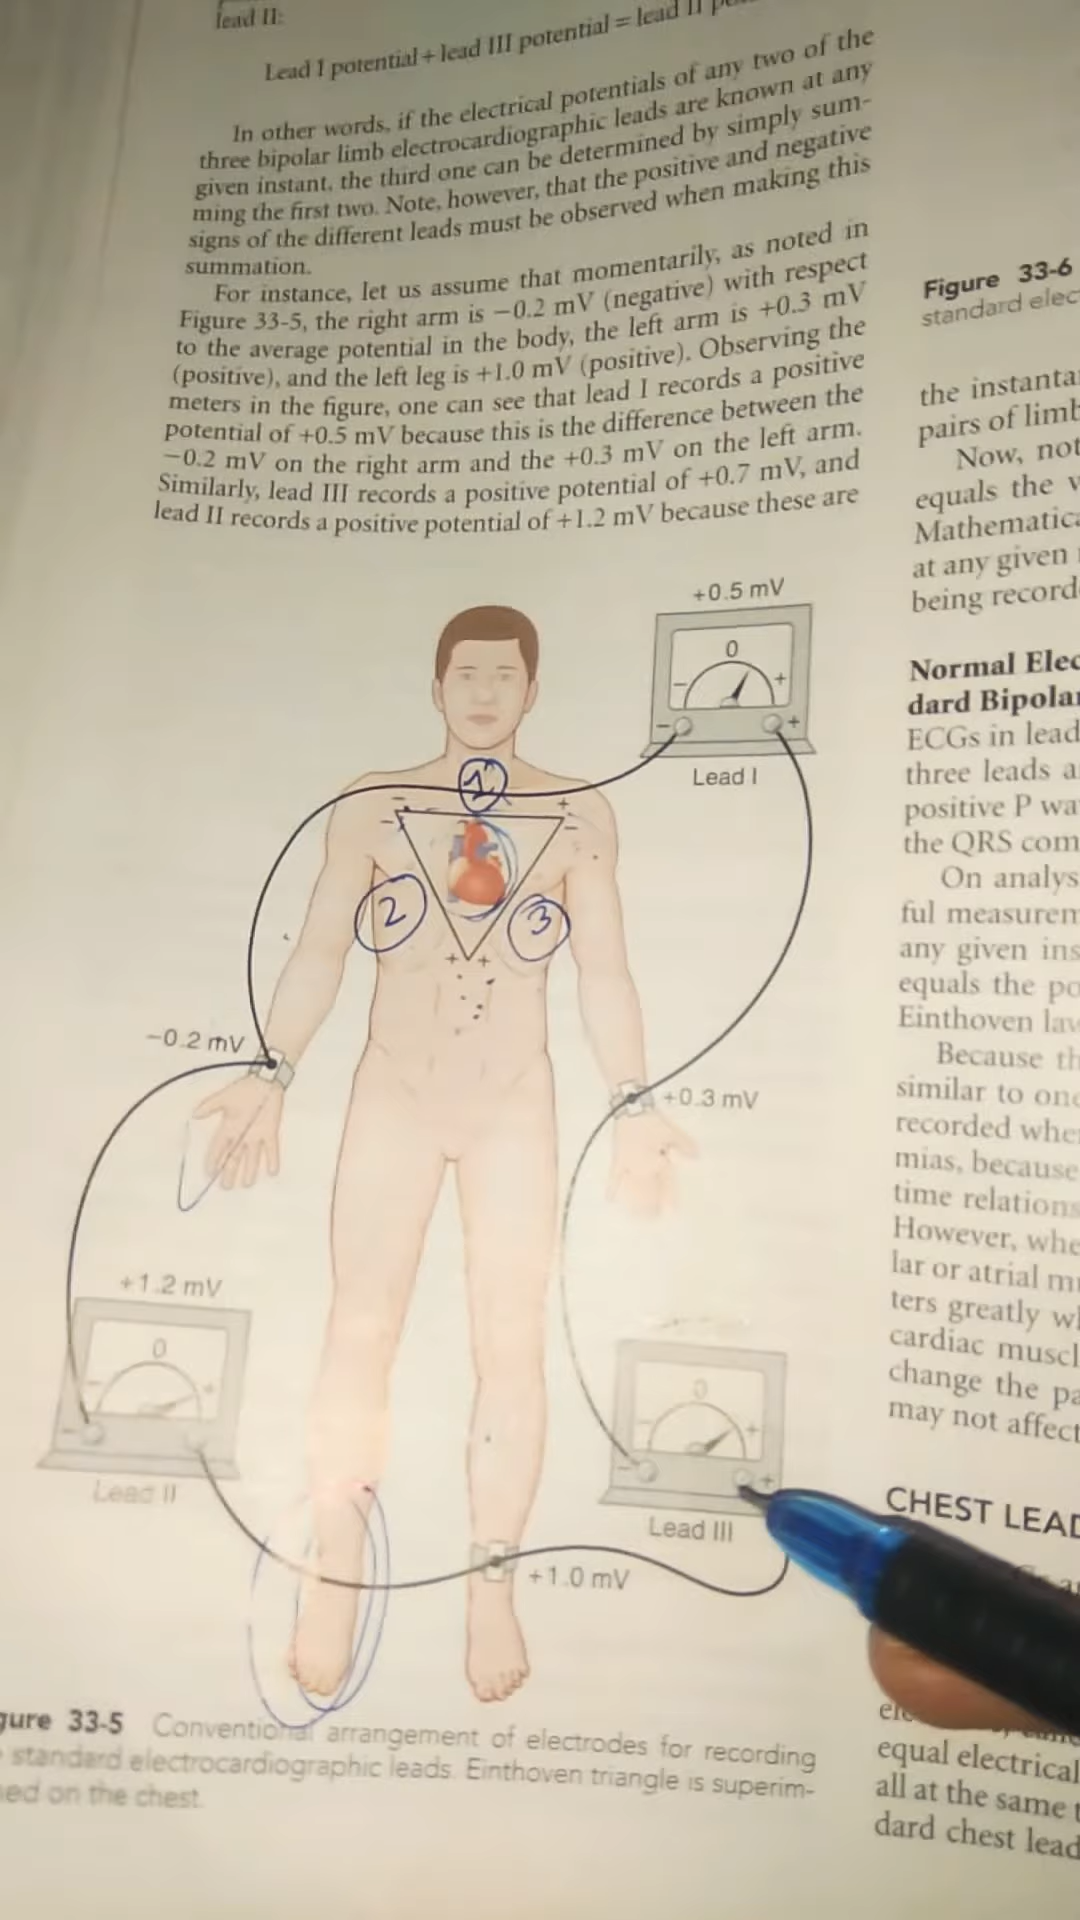 lead II:
Lead I potential + lead III potential = lead II
In other words, if the electrical potentials of any two of the
three bipolar limb electrocardiographic leads are known at any
given instant, the third one can be determined by simply sum-
ming the first two. Note, however, that the positive and negative
signs of the different leads must be observed when making this
summation.
For instance, let us assume that momentarily, as noted in
Figure 33-5, the right arm is −0.2 mV (negative) with respect
to the average potential in the body, the left arm is +0.3 mV
(positive), and the left leg is +1.0 mV (positive). Observing the
meters in the figure, one can see that lead I records a positive
potential of +0.5 mV because this is the difference between the
−0.2 mV on the right arm and the +0.3 mV on the left arm.
Similarly, lead III records a positive potential of +0.7 mV, and
lead II records a positive potential of +1.2 mV because these are
+0.5 mV
0
− +
− +
Lead I
1
− +
− −
2
3
+ +
−0.2 mV
+0.3 mV
+1.2 mV
0
− +
−
Lead II
0
− +
− +
Lead III
+1.0 mV
gure 33-5 Conventional arrangement of electrodes for recording
standard electrocardiographic leads. Einthoven triangle is superim-
sed on the chest.
Figure 33-6
standard elec
the instanta
pairs of limb
Now, not
equals the v
Mathematica
at any given
being record
Normal Elec
dard Bipolar
ECGs in lead
three leads a
positive P wa
the QRS com
On analys
ful measurem
any given ins
equals the po
Einthoven law
Because th
similar to one
recorded whe
mias, because
time relations
However, whe
lar or atrial mu
ters greatly wh
cardiac muscl
change the pa
may not affect
CHEST LEAD
equal electrical
all at the same t
dard chest lead